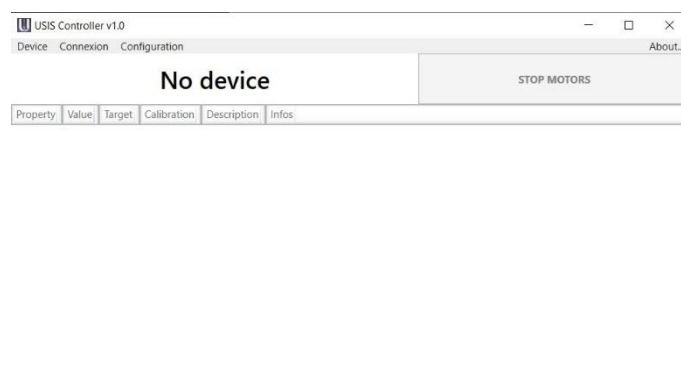 USIS Controller v1.0
Device Connexion Configuration About..
No device STOP MOTORS
Property Value Target Calibration Description Infos